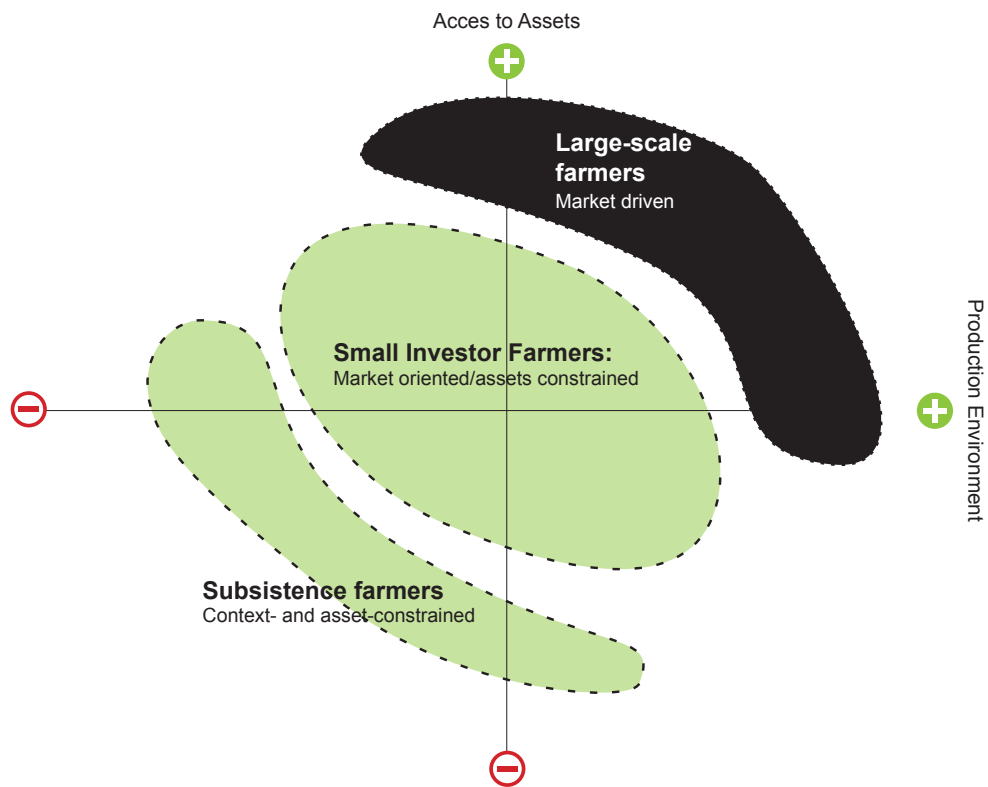 Acces to Assets
Large-scale
farmers
Market driven
Production Environment
Small Investor Farmers:
Market oriented/assets constrained
Subsistence farmers
Context- and asset-constrained